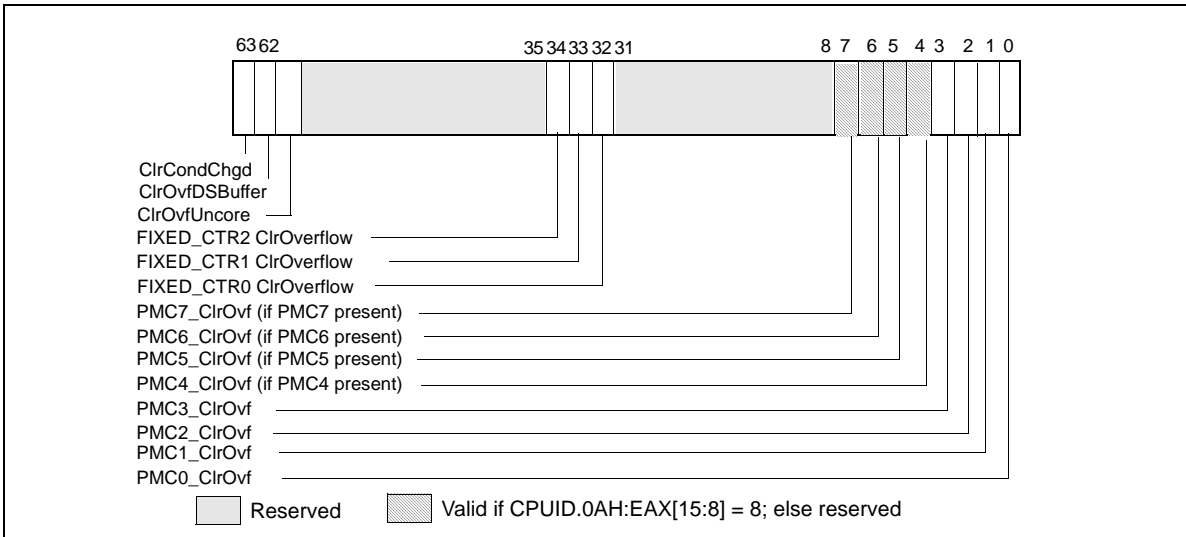 63 62 35 34 33 32 31 8 7 6 5 4 3 2 1 0
ClrCondChgd
ClrOvfDSBuffer
ClrOvfUncore
FIXED_CTR2 ClrOverflow
FIXED_CTR1 ClrOverflow
FIXED_CTR0 ClrOverflow
PMC7_ClrOvf (if PMC7 present)
PMC6_ClrOvf (if PMC6 present)
PMC5_ClrOvf (if PMC5 present)
PMC4_ClrOvf (if PMC4 present)
PMC3_ClrOvf
PMC2_ClrOvf
PMC1_ClrOvf
PMC0_ClrOvf
Reserved Valid if CPUID.0AH:EAX[15:8] = 8; else reserved